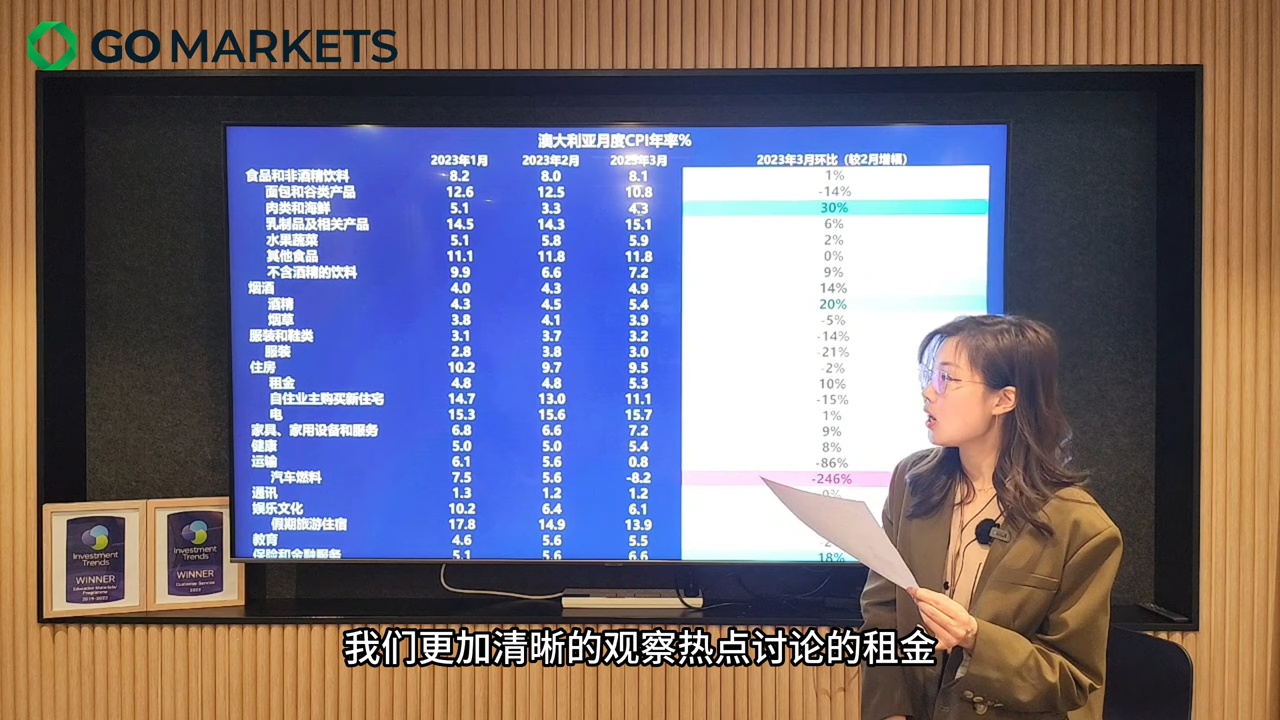 GO MARKETS
澳大利亚月度CPI年率%
2023年1月 2023年2月 2023年3月 2023年3月环比（较2月增幅）
食品和非酒精饮料 8.2 8.0 8.1 1%
面包和谷类产品 12.6 12.5 10.8 -14%
肉类和海鲜 5.1 3.3 4.3 30%
乳制品及相关产品 14.5 14.3 15.1 6%
水果蔬菜 5.1 5.8 5.9 2%
其他食品 11.1 11.8 11.8 0%
不含酒精的饮料 9.9 6.6 7.2 9%
烟酒 4.0 4.3 4.9 14%
酒精 4.3 4.5 5.4 20%
烟草 3.8 4.1 3.9 -5%
服装和鞋类 3.1 3.7 3.2 -14%
服装 2.8 3.8 3.0 -21%
住房 10.2 9.7 9.5 -2%
租金 4.8 4.8 5.3 10%
自住业主购买新住宅 14.7 13.0 11.1 -15%
电 15.3 15.6 15.7 1%
家具、家用设备和服务 6.8 6.6 7.2 9%
健康 5.0 5.0 5.4 8%
运输 6.1 5.6 0.8 -86%
汽车燃料 7.5 5.6 -8.2 -246%
通讯 1.3 1.2 1.2 0%
娱乐文化 10.2 6.4 6.1
假期旅游住宿 17.8 14.9 13.9
教育 4.6 5.6 5.5
保险和金融服务 5.1 5.6 6.6 18%
Investment Trends
WINNER
Education Materials/
Programme
2019-2022
Investment Trends
WINNER
Customer Service
2022
我们更加清晰的观察热点讨论的租金